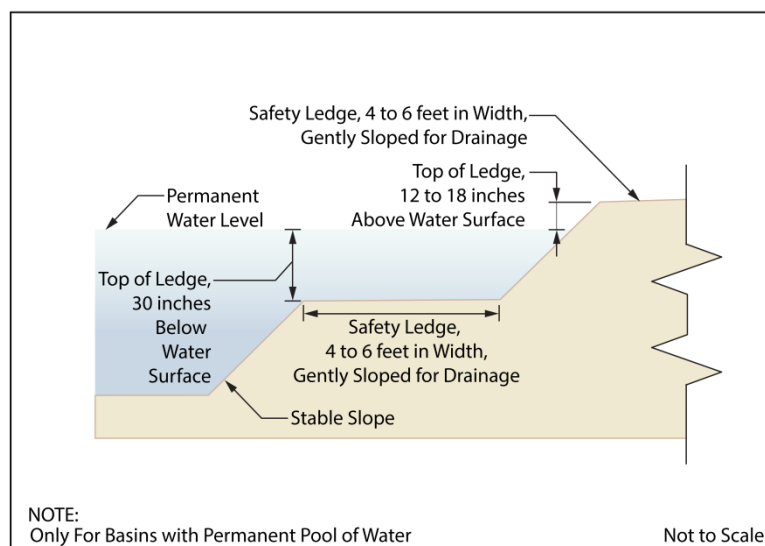 Safety Ledge, 4 to 6 feet in Width,
Gently Sloped for Drainage
Top of Ledge,
12 to 18 inches
Above Water Surface
Permanent
Water Level
Top of Ledge,
30 inches
Below
Water
Surface
Safety Ledge,
4 to 6 feet in Width,
Gently Sloped for Drainage
Stable Slope
NOTE:
Only For Basins with Permanent Pool of Water
Not to Scale